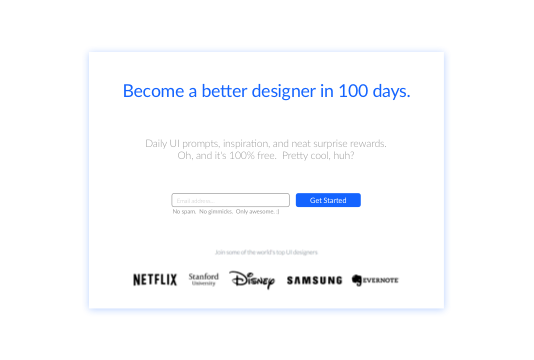 Become a better designer in 100 days.
Daily UI prompts, inspiration, and neat surprise rewards.
Oh, and it's 100% free. Pretty cool, huh?
Email address...
Get Started
No spam. No gimmicks. Only awesome. :)
Join some of the world's top UI designers
NETFLIX Stanford University Disney SAMSUNG EVERNOTE